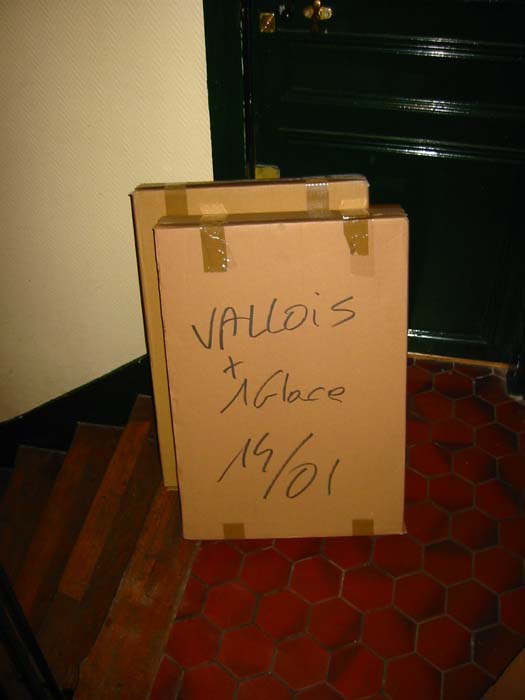 VALLOIS
+
1 Glace
14/01